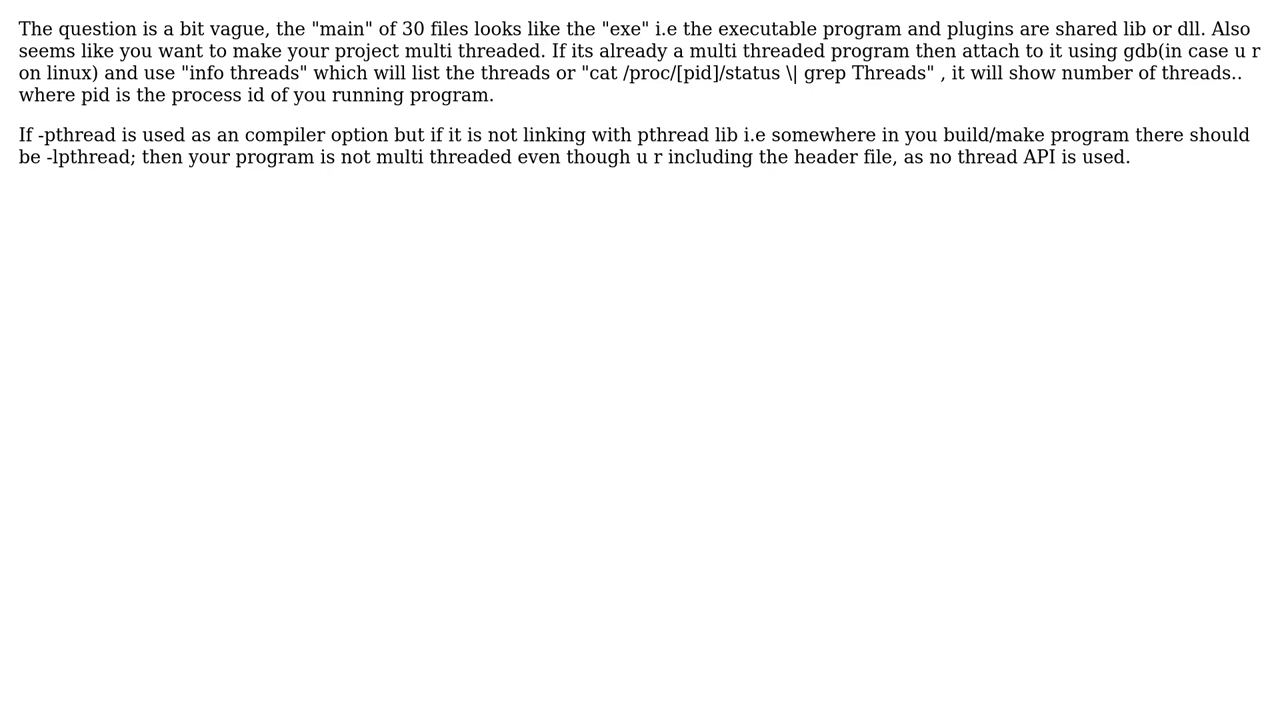 The question is a bit vague, the "main" of 30 files looks like the "exe" i.e the executable program and plugins are shared lib or dll. Also
seems like you want to make your project multi threaded. If its already a multi threaded program then attach to it using gdb(in case u r
on linux) and use "info threads" which will list the threads or "cat /proc/[pid]/status \| grep Threads" , it will show number of threads..
where pid is the process id of you running program.
If -pthread is used as an compiler option but if it is not linking with pthread lib i.e somewhere in you build/make program there should
be -lpthread; then your program is not multi threaded even though u r including the header file, as no thread API is used.